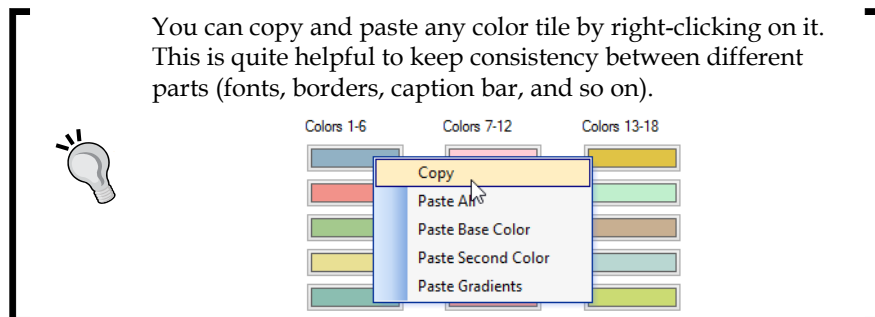 You can copy and paste any color tile by right-clicking on it.
This is quite helpful to keep consistency between different
parts (fonts, borders, caption bar, and so on).
Colors 1-6 Colors 7-12 Colors 13-18
Copy
Paste All
Paste Base Color
Paste Second Color
Paste Gradients